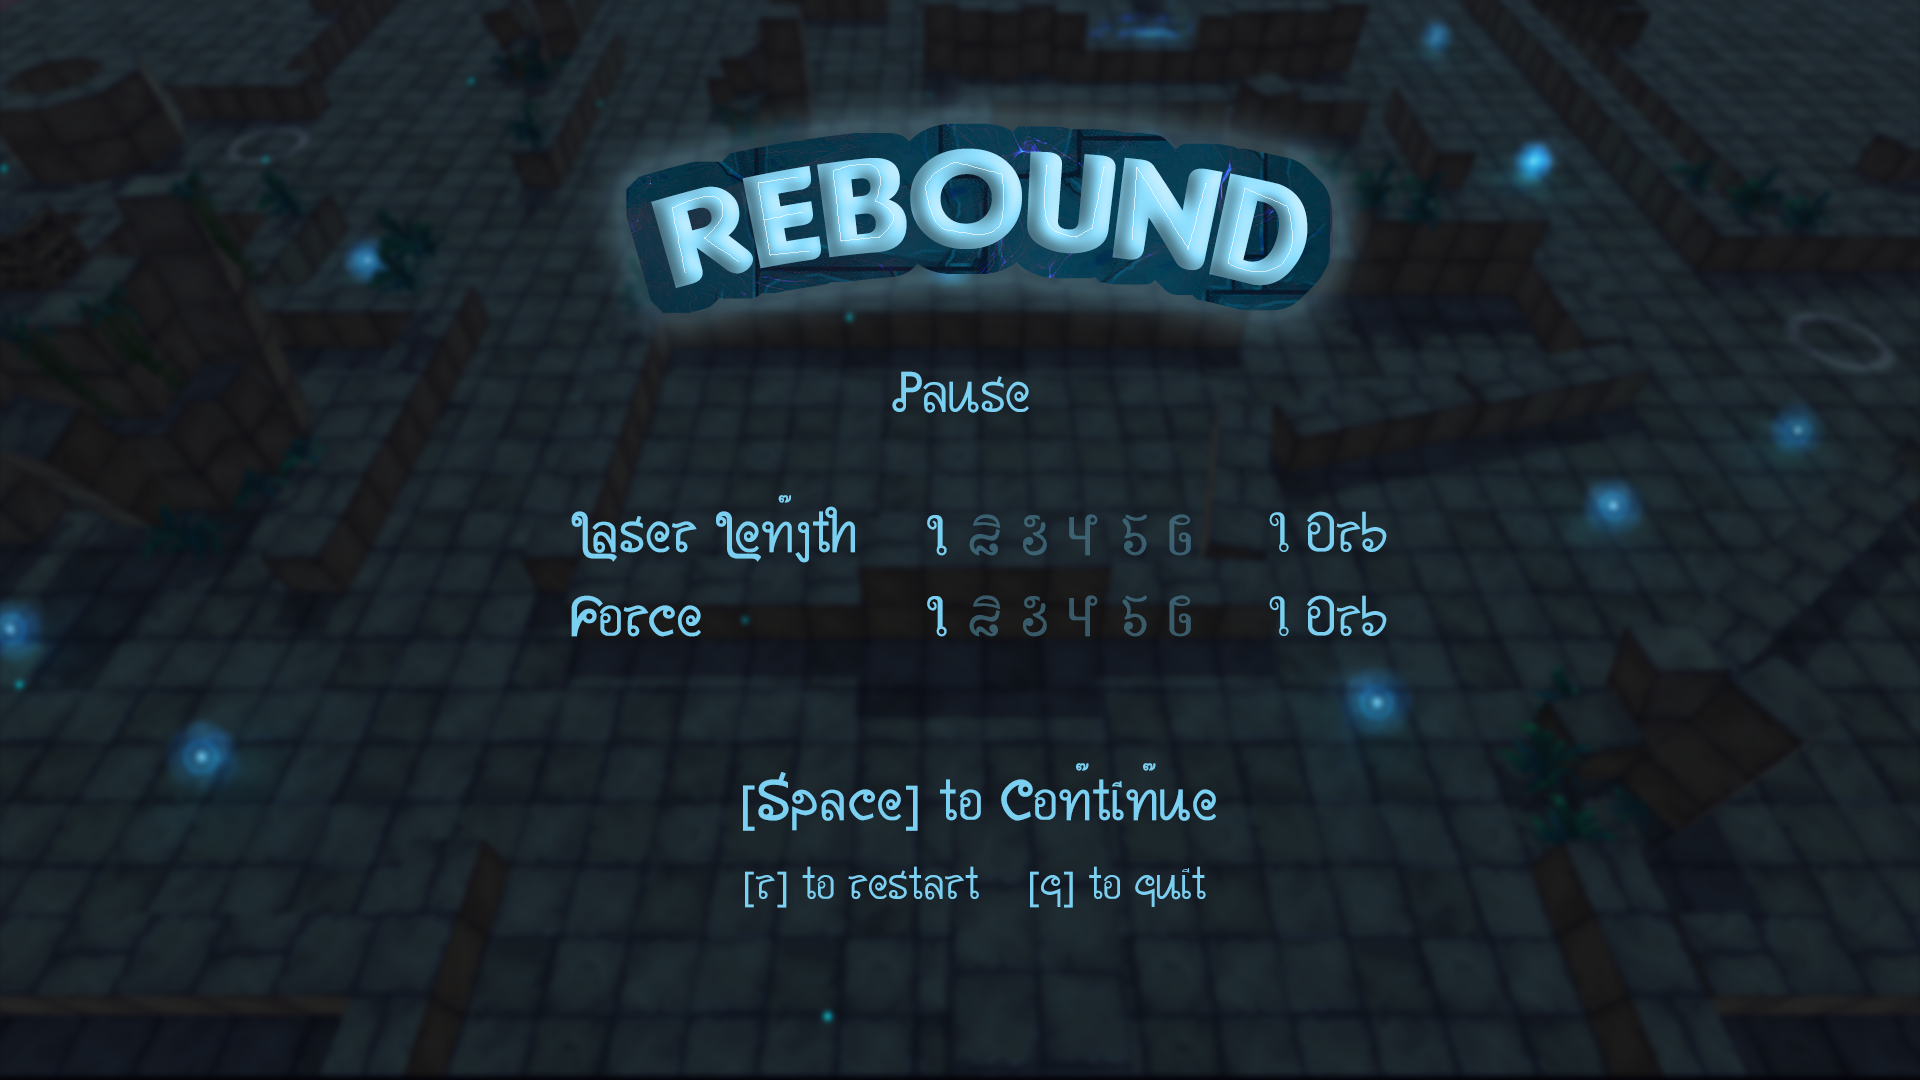 REBOUND
Pause
Laser Length 1 2 3 4 5 6 1 Orb
Force 1 2 3 4 5 6 1 Orb
[Space] to Continue
[r] to restart [q] to quit